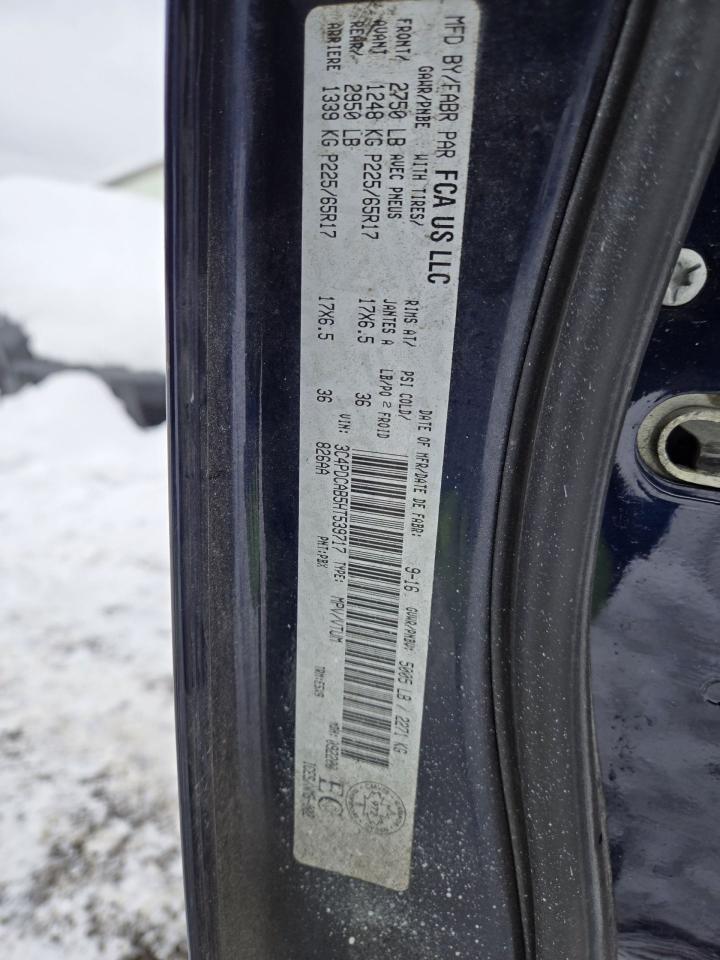 MFD BY/FABR PAR FCA US LLC DATE OF MFR/DATE DE FABR: 9-16 GVWR/PNBV: 5005 LB / 2271 KG
GAWR/PNBE WITH TIRES/ RIMS AT/ PSI COLD/
AVEC PNEUS JANTES A LB/PO 2 FROID
FRONT/ 2750 LB
AVANT 1248 KG P225/65R17 17X6.5 36
REAR/ 2950 LB
ARRIERE 1339 KG P225/65R17 17X6.5 36
VIN: 3C4PDCAB5HT539717 TYPE: MPV/VTUM
826AA PNT:PBX
MDH:
EC